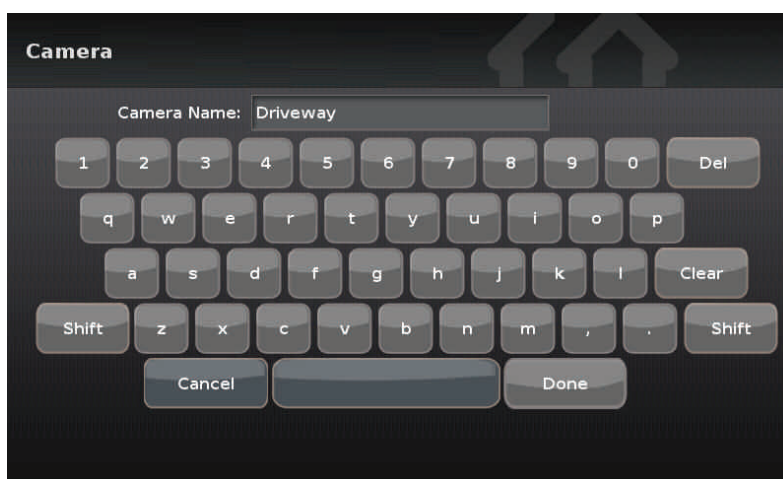 Camera
Camera Name: Driveway
1 2 3 4 5 6 7 8 9 0 Del
q w e r t y u i o p
a s d f g h j k l Clear
Shift z x c v b n m , . Shift
Cancel Done